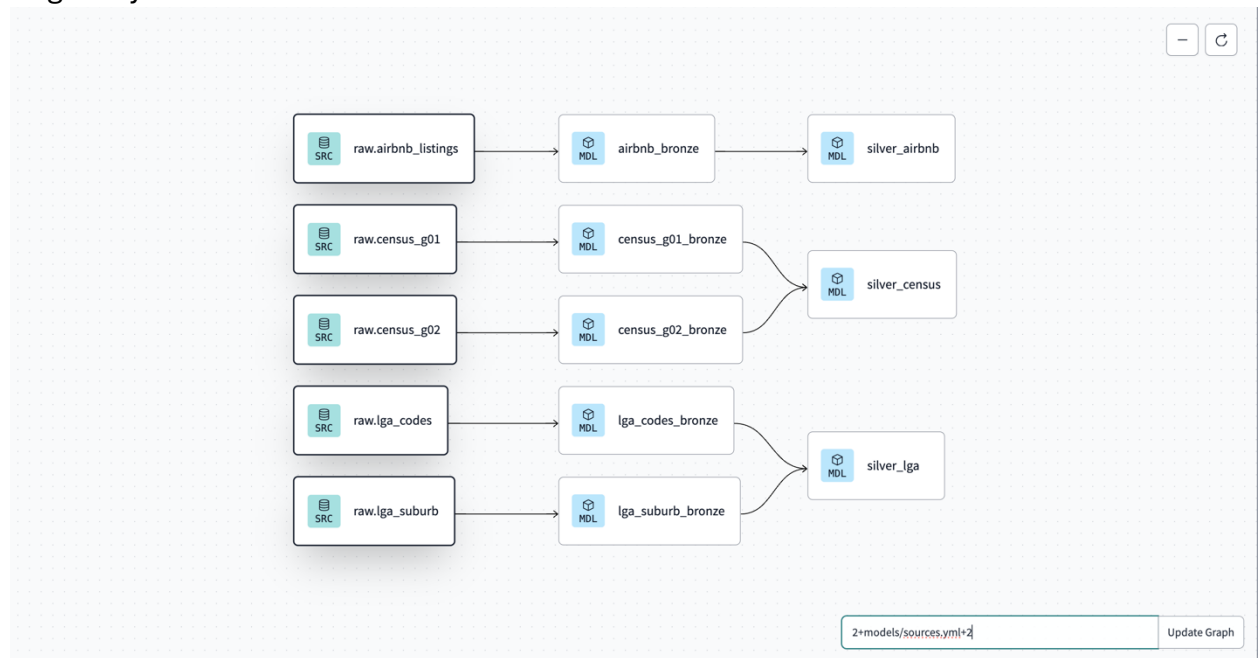 SRC raw.airbnb_listings
MDL airbnb_bronze
MDL silver_airbnb
SRC raw.census_g01
MDL census_g01_bronze
SRC raw.census_g02
MDL census_g02_bronze
MDL silver_census
SRC raw.lga_codes
MDL lga_codes_bronze
SRC raw.lga_suburb
MDL lga_suburb_bronze
MDL silver_lga
2+models/sources.yml+2
Update Graph